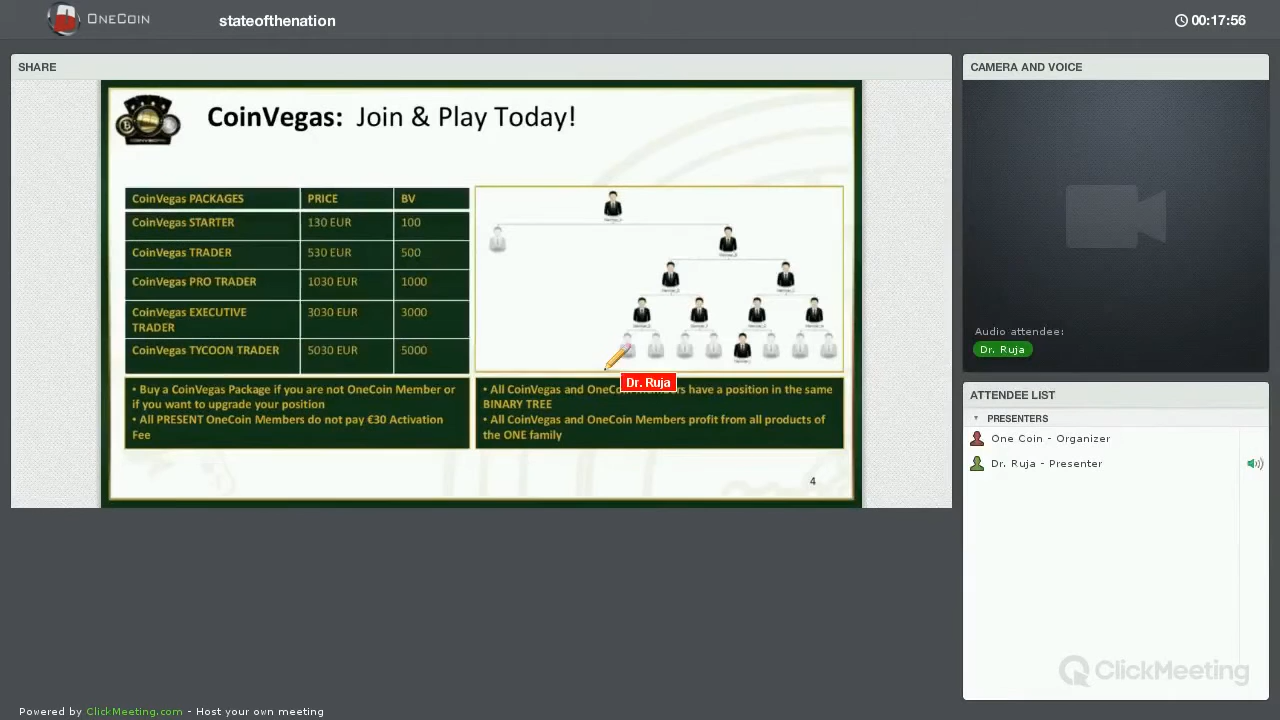 ONECOIN
stateofthenation
00:17:56
SHARE
CoinVegas: Join & Play Today!
CoinVegas PACKAGES PRICE BV
CoinVegas STARTER 130 EUR 100
CoinVegas TRADER 530 EUR 500
CoinVegas PRO TRADER 1030 EUR 1000
CoinVegas EXECUTIVE
TRADER 3030 EUR 3000
CoinVegas TYCOON TRADER 5030 EUR 5000
• Buy a CoinVegas Package if you are not OneCoin Member or
if you want to upgrade your position
• All PRESENT OneCoin Members do not pay €30 Activation
Fee
Dr. Ruja
• All CoinVegas and OneCoin Members have a position in the same
BINARY TREE
• All CoinVegas and OneCoin Members profit from all products of
the ONE family
4
CAMERA AND VOICE
Audio attendee:
Dr. Ruja
ATTENDEE LIST
PRESENTERS
One Coin - Organizer
Dr. Ruja - Presenter
ClickMeeting
Powered by ClickMeeting.com - Host your own meeting